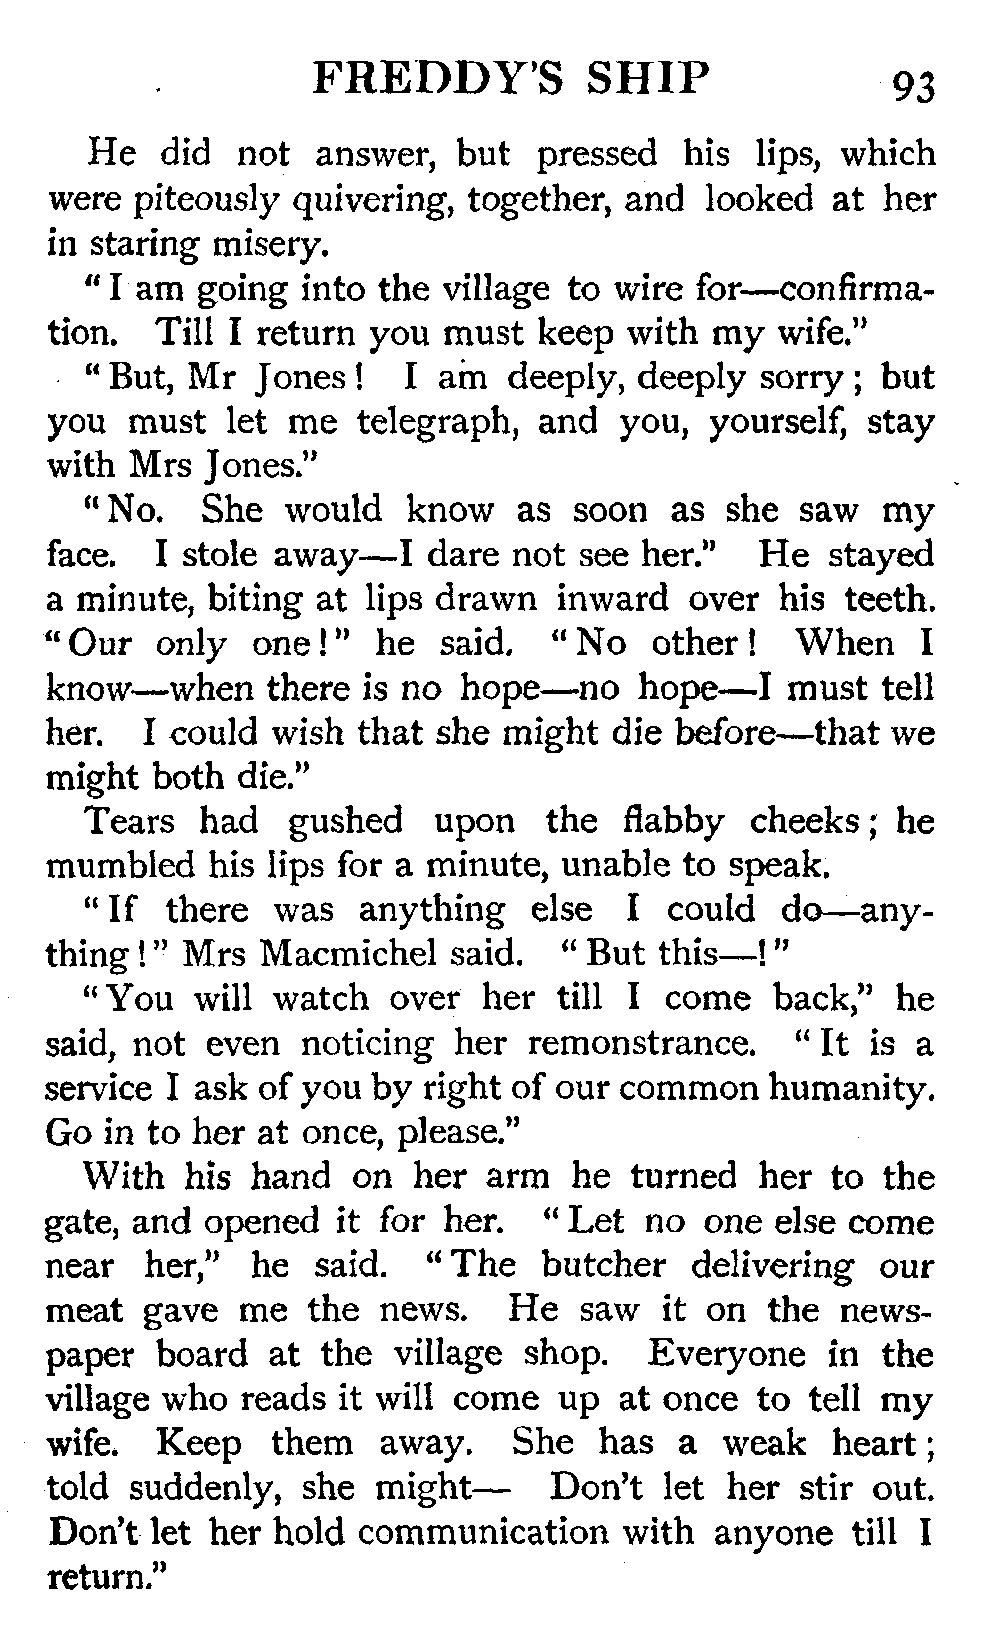 FREDDY'S SHIP 93
He did not answer, but pressed his lips, which
were piteously quivering, together, and looked at her
in staring misery.
"I am going into the village to wire for—confirma-
tion. Till I return you must keep with my wife."
"But, Mr Jones! I am deeply, deeply sorry; but
you must let me telegraph, and you, yourself, stay
with Mrs Jones."
"No. She would know as soon as she saw my
face. I stole away—I dare not see her." He stayed
a minute, biting at lips drawn inward over his teeth.
"Our only one!" he said. "No other! When I
know—when there is no hope—no hope—I must tell
her. I could wish that she might die before—that we
might both die."
Tears had gushed upon the flabby cheeks; he
mumbled his lips for a minute, unable to speak.
"If there was anything else I could do—any-
thing!" Mrs Macmichel said. "But this—!"
"You will watch over her till I come back," he
said, not even noticing her remonstrance. "It is a
service I ask of you by right of our common humanity.
Go in to her at once, please."
With his hand on her arm he turned her to the
gate, and opened it for her. "Let no one else come
near her," he said. "The butcher delivering our
meat gave me the news. He saw it on the news-
paper board at the village shop. Everyone in the
village who reads it will come up at once to tell my
wife. Keep them away. She has a weak heart;
told suddenly, she might— Don't let her stir out.
Don't let her hold communication with anyone till I
return."